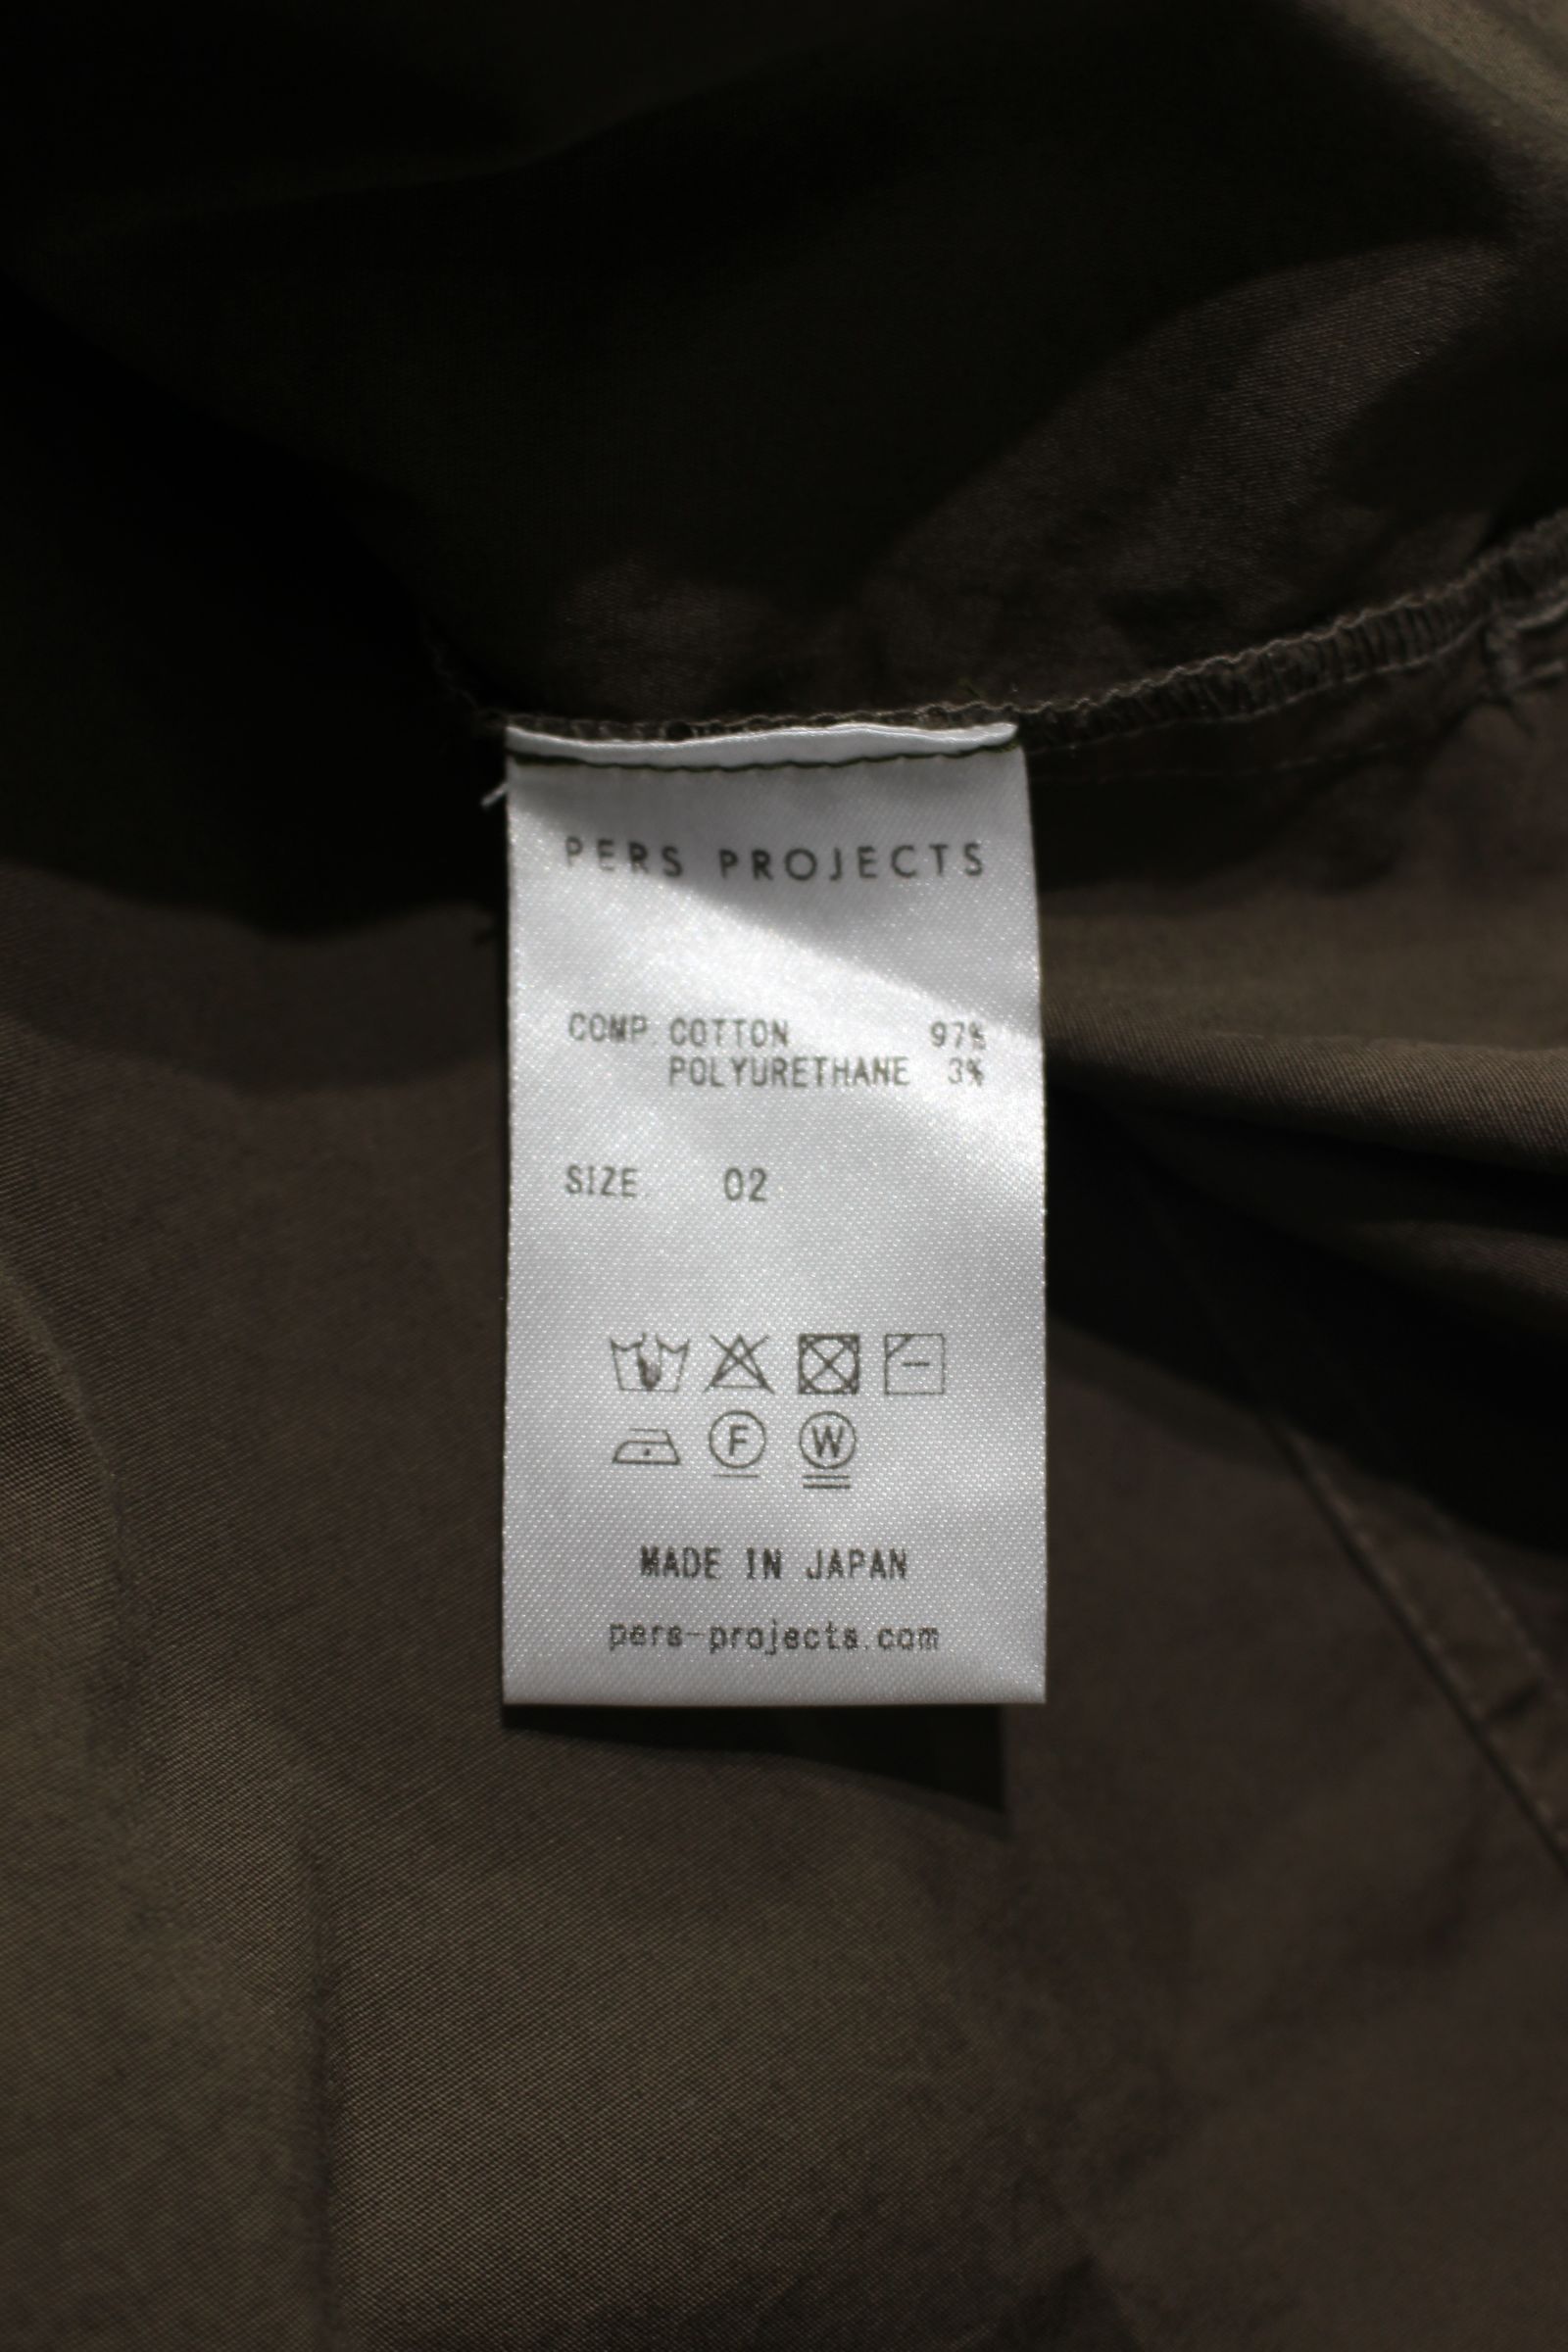 PERS PROJECTS
COMP COTTON 97%
POLYURETHANE 3%
SIZE 02
F W
MADE IN JAPAN
pers-projects.com